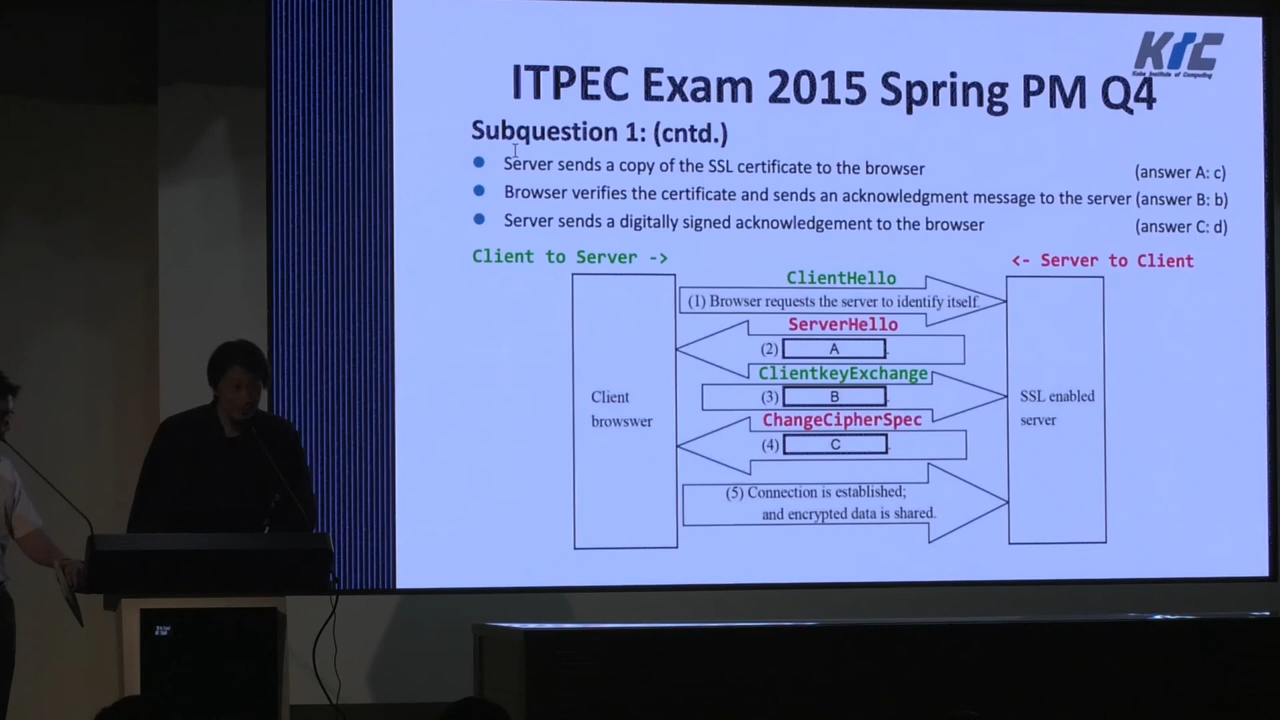 KIC
Kobe Institute of Computing
ITPEC Exam 2015 Spring PM Q4
Subquestion 1: (cntd.)
Server sends a copy of the SSL certificate to the browser (answer A: c)
Browser verifies the certificate and sends an acknowledgment message to the server (answer B: b)
Server sends a digitally signed acknowledgement to the browser (answer C: d)
Client to Server ->
<- Server to Client
ClientHello
(1) Browser requests the server to identify itself.
ServerHello
(2) A
ClientkeyExchange
(3) B
ChangeCipherSpec
(4) C
(5) Connection is established;
and encrypted data is shared.
Client
browswer
SSL enabled
server